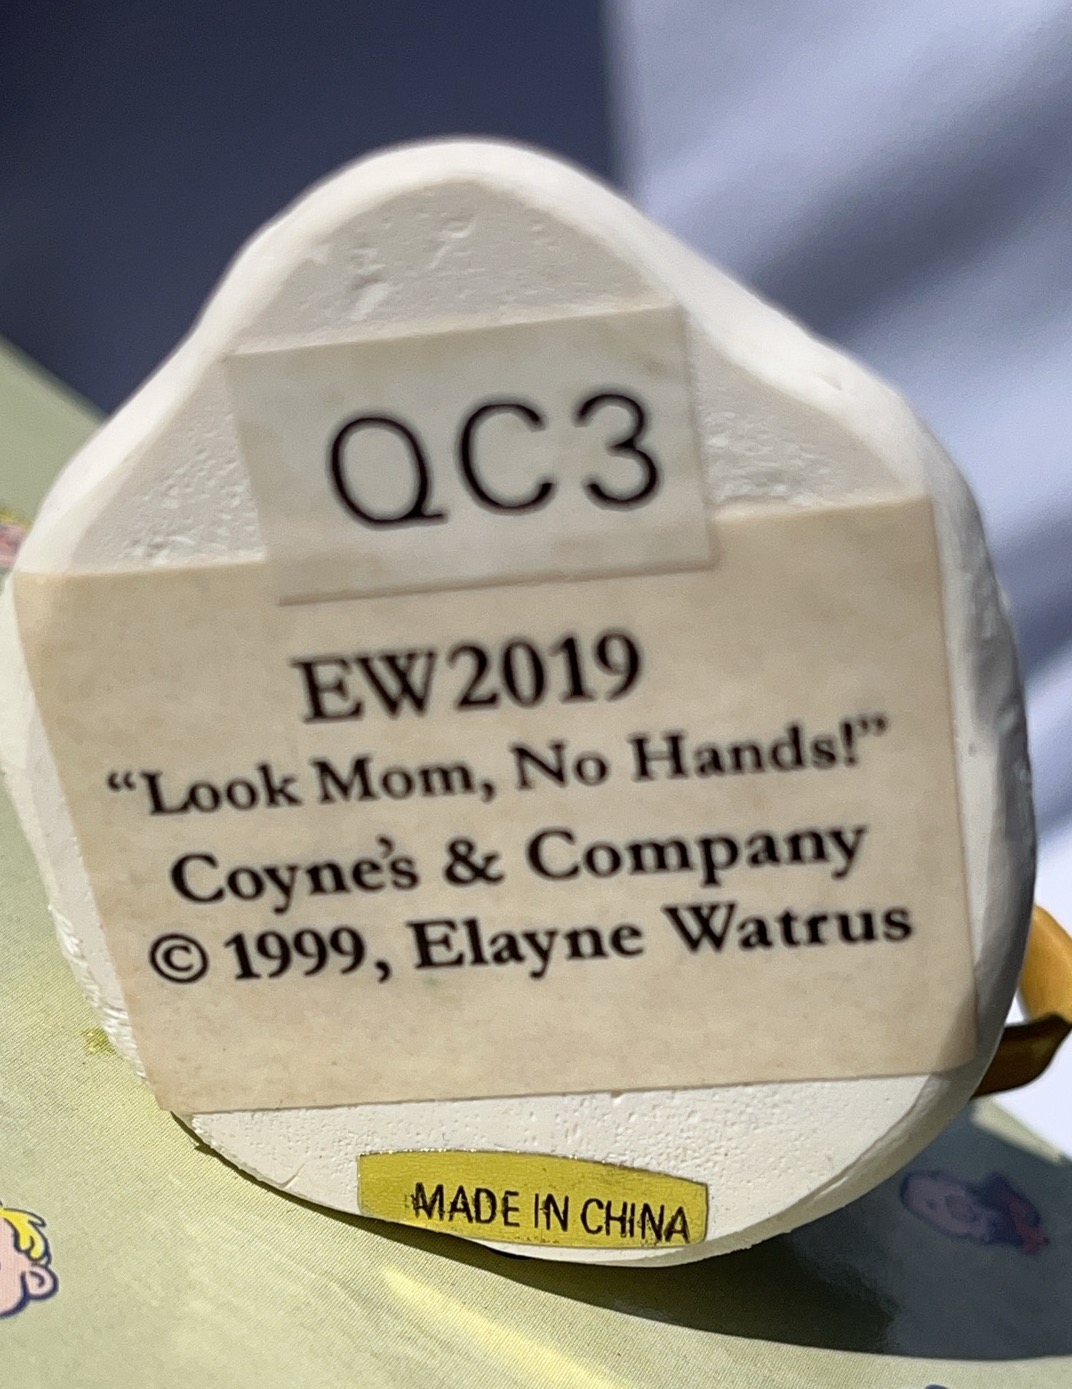 QC3
EW2019
“Look Mom, No Hands!”
Coyne's & Company
© 1999, Elayne Watrus
MADE IN CHINA